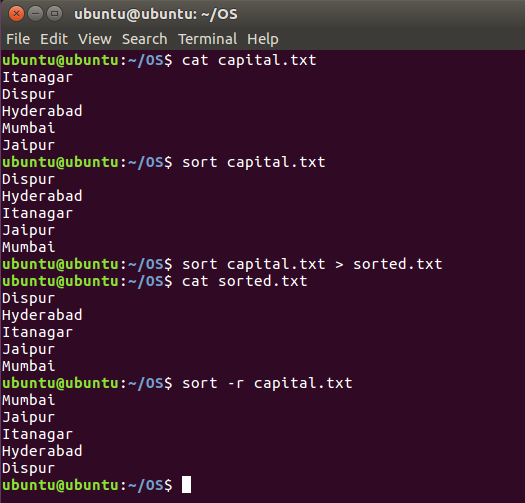 ubuntu@ubuntu: ~/OS
File Edit View Search Terminal Help
ubuntu@ubuntu:~/OS$ cat capital.txt
Itanagar
Dispur
Hyderabad
Mumbai
Jaipur
ubuntu@ubuntu:~/OS$ sort capital.txt
Dispur
Hyderabad
Itanagar
Jaipur
Mumbai
ubuntu@ubuntu:~/OS$ sort capital.txt > sorted.txt
ubuntu@ubuntu:~/OS$ cat sorted.txt
Dispur
Hyderabad
Itanagar
Jaipur
Mumbai
ubuntu@ubuntu:~/OS$ sort -r capital.txt
Mumbai
Jaipur
Itanagar
Hyderabad
Dispur
ubuntu@ubuntu:~/OS$